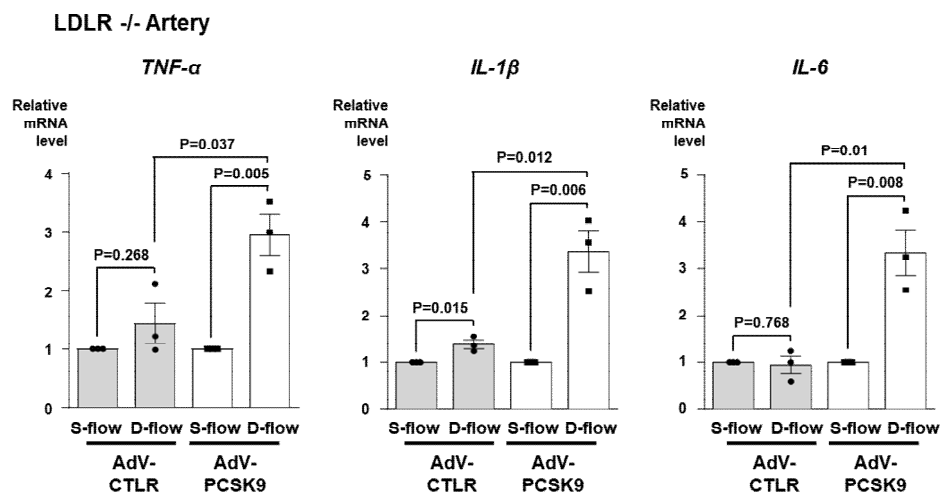 LDLR -/- Artery
TNF-α
IL-1β
IL-6
Relative
mRNA
level
P=0.037
P=0.005
P=0.268
4
3
2
1
0
S-flow D-flow S-flow D-flow
AdV-
CTLR
AdV-
PCSK9
Relative
mRNA
level
P=0.012
P=0.006
P=0.015
5
4
3
2
1
0
S-flow D-flow S-flow D-flow
AdV-
CTLR
AdV-
PCSK9
Relative
mRNA
level
P=0.01
P=0.008
P=0.768
5
4
3
2
1
0
S-flow D-flow S-flow D-flow
AdV-
CTLR
AdV-
PCSK9